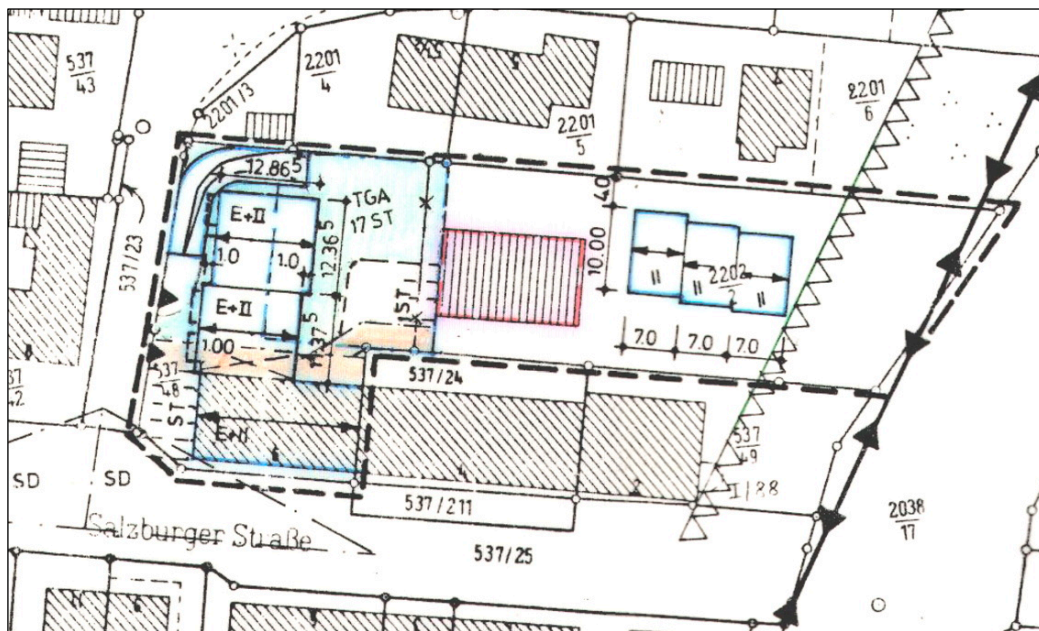 537
43
2201/3
2201
4
2201
5
2201
6
537/23
12.86⁵
TGA
17 ST
E+II
1.0
1.0
12.36⁵
E+II
1.00
11.37⁵
ST
4.0
10.00
II
II
II
2202
7.0
7.0
7.0
537/24
537
48
ST
E+II
42
537
49
I/88
SD
SD
Salzburger Straße
537/211
537/25
2038
17